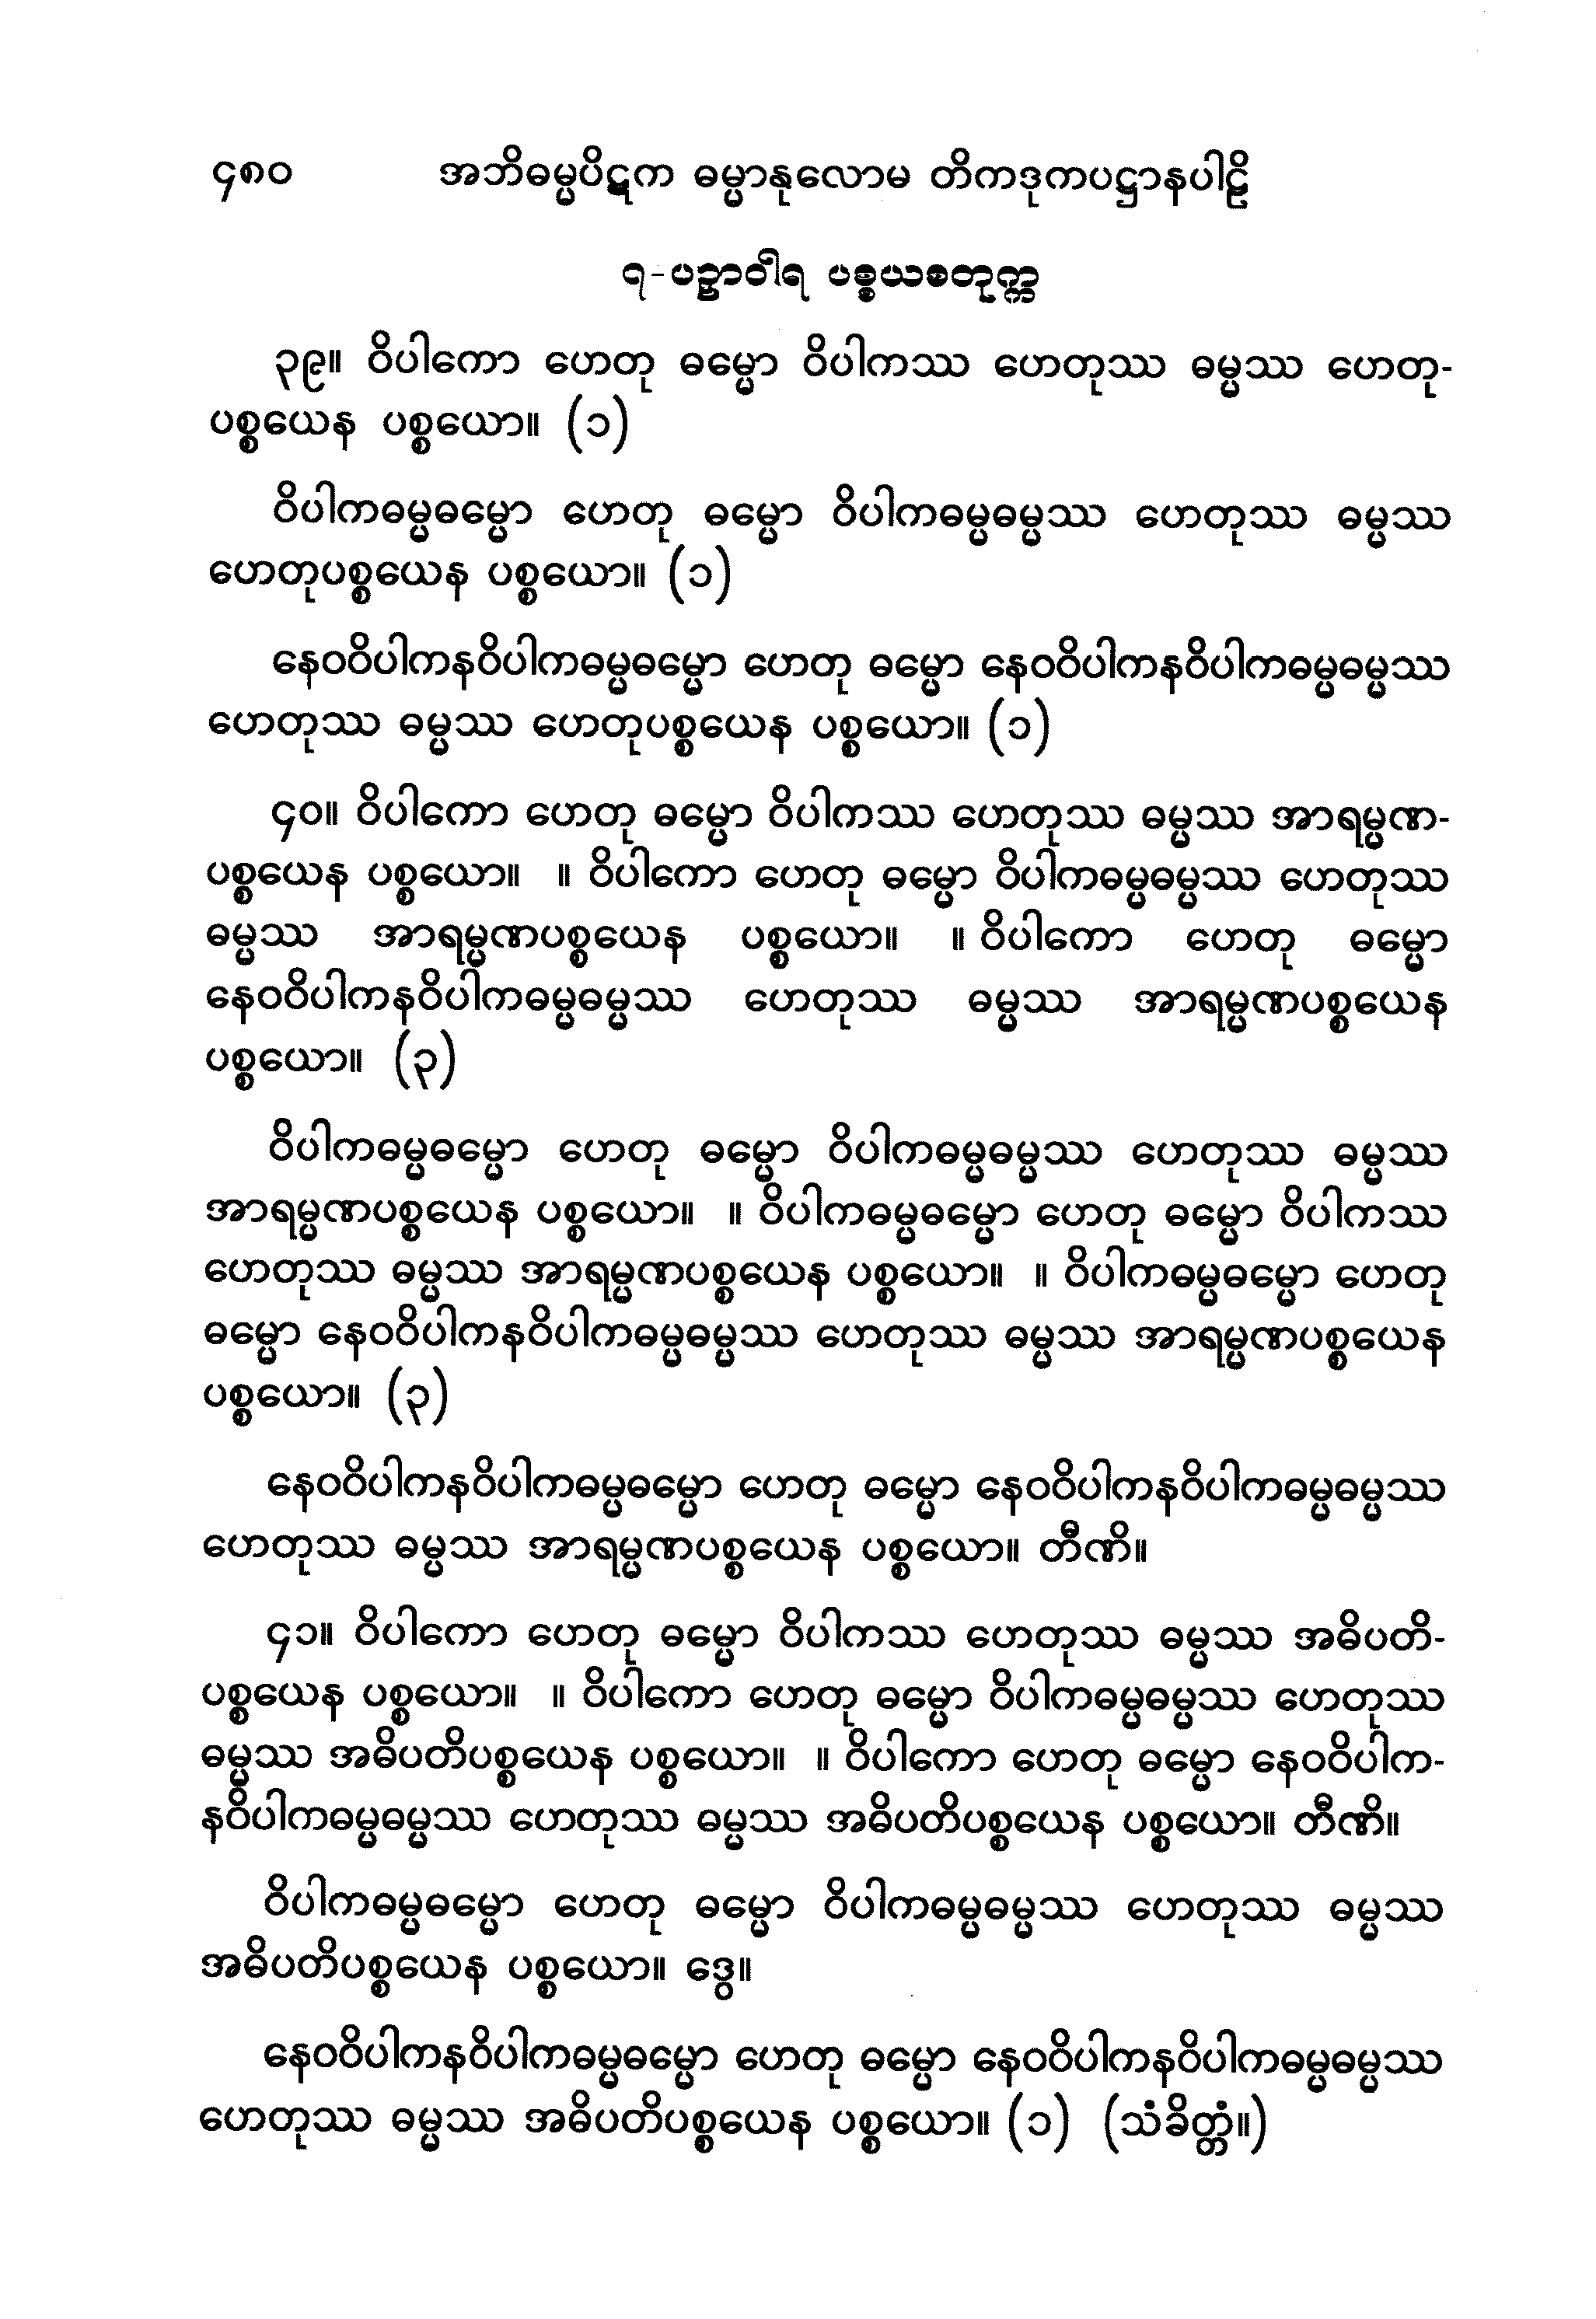 ၄၈၀ အဘိဓမ္မပိဋက ဓမ္မာနုလောမ တိကဒုကပဋ္ဌာနပါဠိ
၇-ပဉှာဝါရ ပစ္စယစတုက္က
၃၉။ ဝိပါကော ဟေတု ဓမ္မော ဝိပါကဿ ဟေတုဿ ဓမ္မဿ ဟေတု-
ပစ္စယေန ပစ္စယော။ (၁)
ဝိပါကဓမ္မဓမ္မော ဟေတု ဓမ္မော ဝိပါကဓမ္မဓမ္မဿ ဟေတုဿ ဓမ္မဿ
ဟေတုပစ္စယေန ပစ္စယော။ (၁)
နေဝဝိပါကနဝိပါကဓမ္မဓမ္မော ဟေတု ဓမ္မော နေဝဝိပါကနဝိပါကဓမ္မဓမ္မဿ
ဟေတုဿ ဓမ္မဿ ဟေတုပစ္စယေန ပစ္စယော။ (၁)
၄၀။ ဝိပါကော ဟေတု ဓမ္မော ဝိပါကဿ ဟေတုဿ ဓမ္မဿ အာရမ္မဏ-
ပစ္စယေန ပစ္စယော။ ။ ဝိပါကော ဟေတု ဓမ္မော ဝိပါကဓမ္မဓမ္မဿ ဟေတုဿ
ဓမ္မဿ အာရမ္မဏပစ္စယေန ပစ္စယော။ ။ ဝိပါကော ဟေတု ဓမ္မော
နေဝဝိပါကနဝိပါကဓမ္မဓမ္မဿ ဟေတုဿ ဓမ္မဿ အာရမ္မဏပစ္စယေန
ပစ္စယော။ (၃)
ဝိပါကဓမ္မဓမ္မော ဟေတု ဓမ္မော ဝိပါကဓမ္မဓမ္မဿ ဟေတုဿ ဓမ္မဿ
အာရမ္မဏပစ္စယေန ပစ္စယော။ ။ ဝိပါကဓမ္မဓမ္မော ဟေတု ဓမ္မော ဝိပါကဿ
ဟေတုဿ ဓမ္မဿ အာရမ္မဏပစ္စယေန ပစ္စယော။ ။ ဝိပါကဓမ္မဓမ္မော ဟေတု
ဓမ္မော နေဝဝိပါကနဝိပါကဓမ္မဓမ္မဿ ဟေတုဿ ဓမ္မဿ အာရမ္မဏပစ္စယေန
ပစ္စယော။ (၃)
နေဝဝိပါကနဝိပါကဓမ္မဓမ္မော ဟေတု ဓမ္မော နေဝဝိပါကနဝိပါကဓမ္မဓမ္မဿ
ဟေတုဿ ဓမ္မဿ အာရမ္မဏပစ္စယေန ပစ္စယော။ တီဏိ။
၄၁။ ဝိပါကော ဟေတု ဓမ္မော ဝိပါကဿ ဟေတုဿ ဓမ္မဿ အဓိပတိ-
ပစ္စယေန ပစ္စယော။ ။ ဝိပါကော ဟေတု ဓမ္မော ဝိပါကဓမ္မဓမ္မဿ ဟေတုဿ
ဓမ္မဿ အဓိပတိပစ္စယေန ပစ္စယော။ ။ ဝိပါကော ဟေတု ဓမ္မော နေဝဝိပါက-
နဝိပါကဓမ္မဓမ္မဿ ဟေတုဿ ဓမ္မဿ အဓိပတိပစ္စယေန ပစ္စယော။ တီဏိ။
ဝိပါကဓမ္မဓမ္မော ဟေတု ဓမ္မော ဝိပါကဓမ္မဓမ္မဿ ဟေတုဿ ဓမ္မဿ
အဓိပတိပစ္စယေန ပစ္စယော။ ဒွေ။
နေဝဝိပါကနဝိပါကဓမ္မဓမ္မော ဟေတု ဓမ္မော နေဝဝိပါကနဝိပါကဓမ္မဓမ္မဿ
ဟေတုဿ ဓမ္မဿ အဓိပတိပစ္စယေန ပစ္စယော။ (၁) (သံခိတ္တံ။)